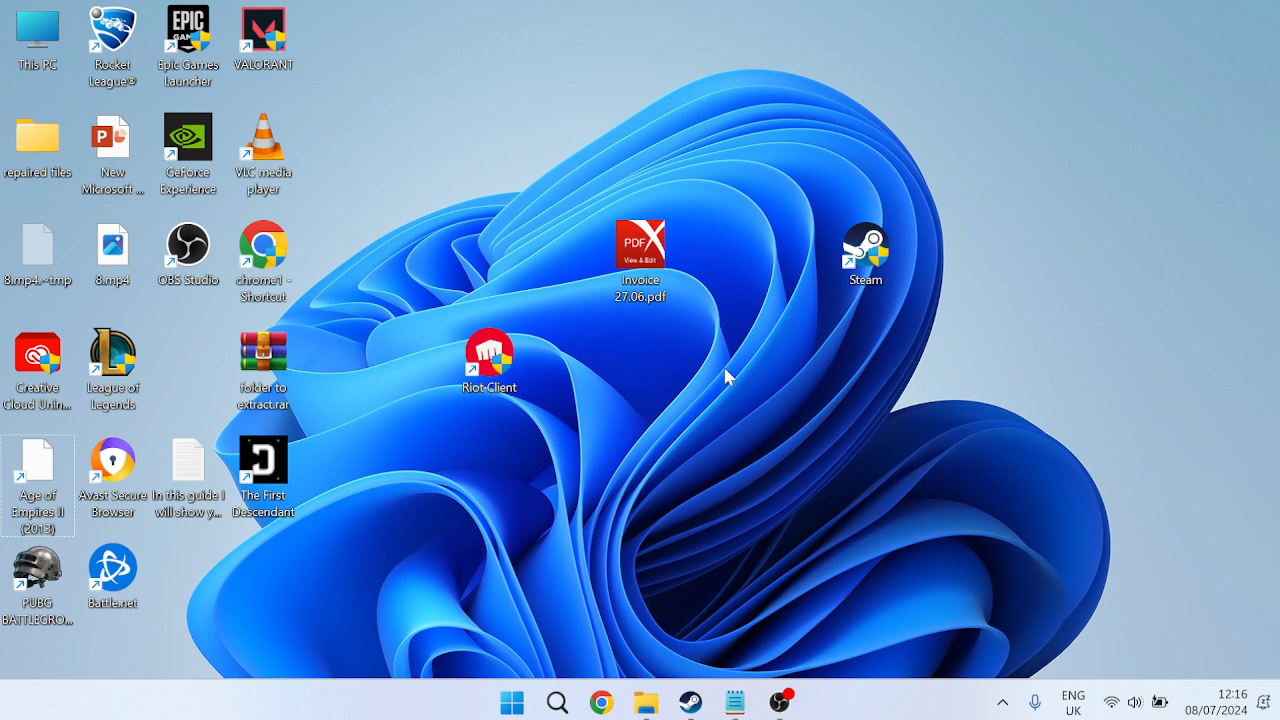 This PC
Rocket
League®
EPIC
GAMES
Epic Games
Launcher
VALORANT
repaired files
P
New
Microsoft ...
GeForce
Experience
VLC media
player
8.mp4.~tmp
8.mp4
OBS Studio
chrome1 -
Shortcut
PDF X
View & Edit
Invoice
27.06.pdf
Steam
Creative
Cloud Unin...
League of
Legends
folder to
extract.rar
Riot Client
Age of
Empires II
(2013)
Avast Secure
Browser
In this guide I
will show y...
The First
Descendant
PUBG
BATTLEGRO...
Battle.net
ENG
UK
12:16
08/07/2024